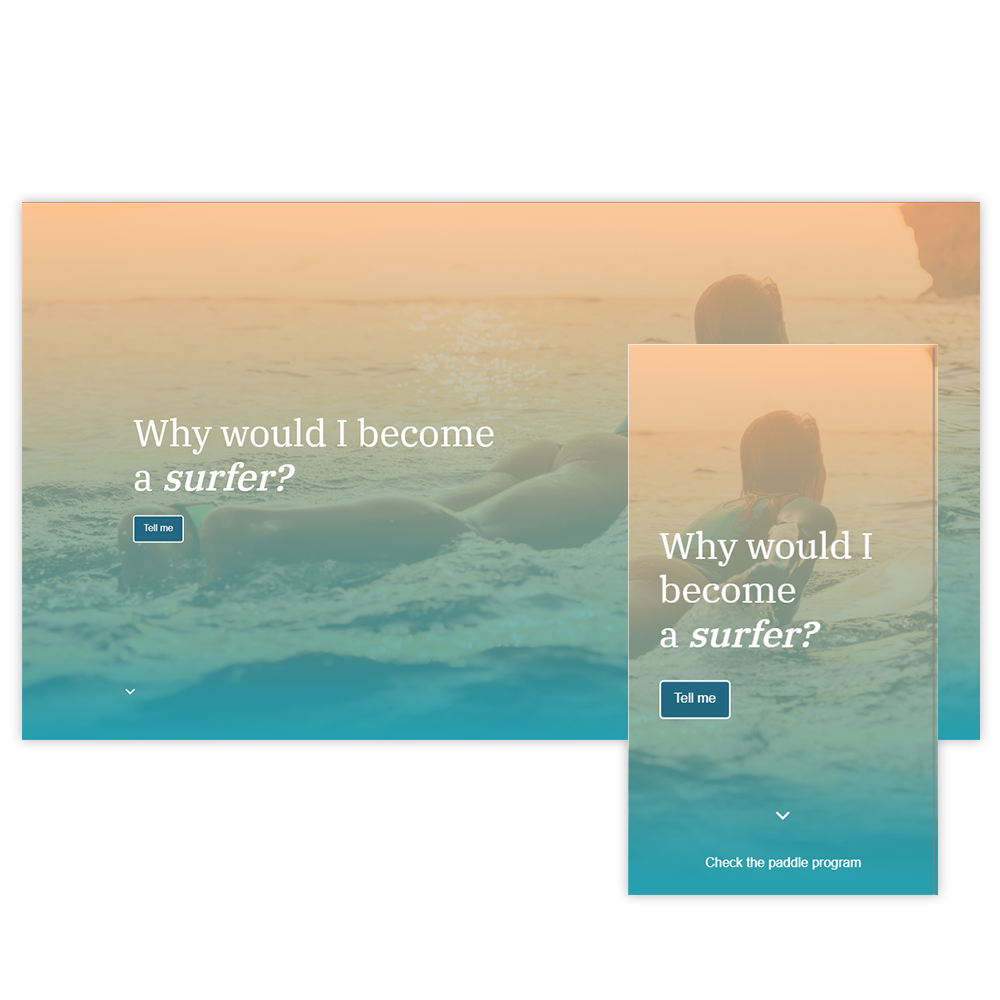 Why would I become
a surfer?
Tell me
Why would I
become
a surfer?
Tell me
Check the paddle program